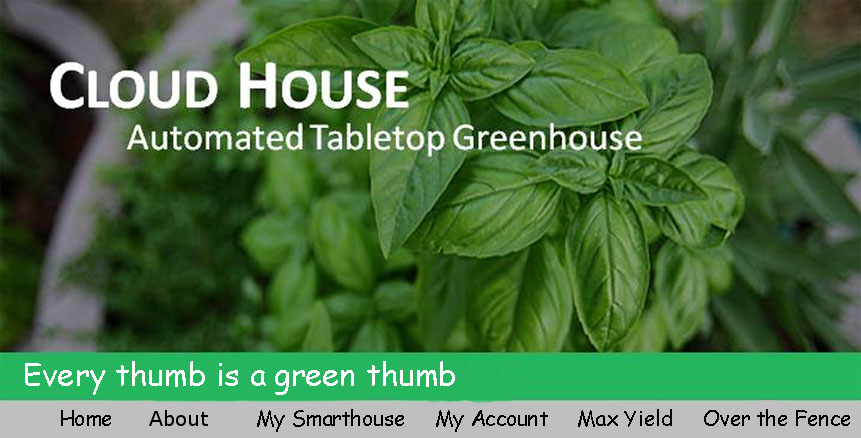 CLOUD HOUSE
Automated Tabletop Greenhouse
Every thumb is a green thumb
Home About My Smarthouse My Account Max Yield Over the Fence